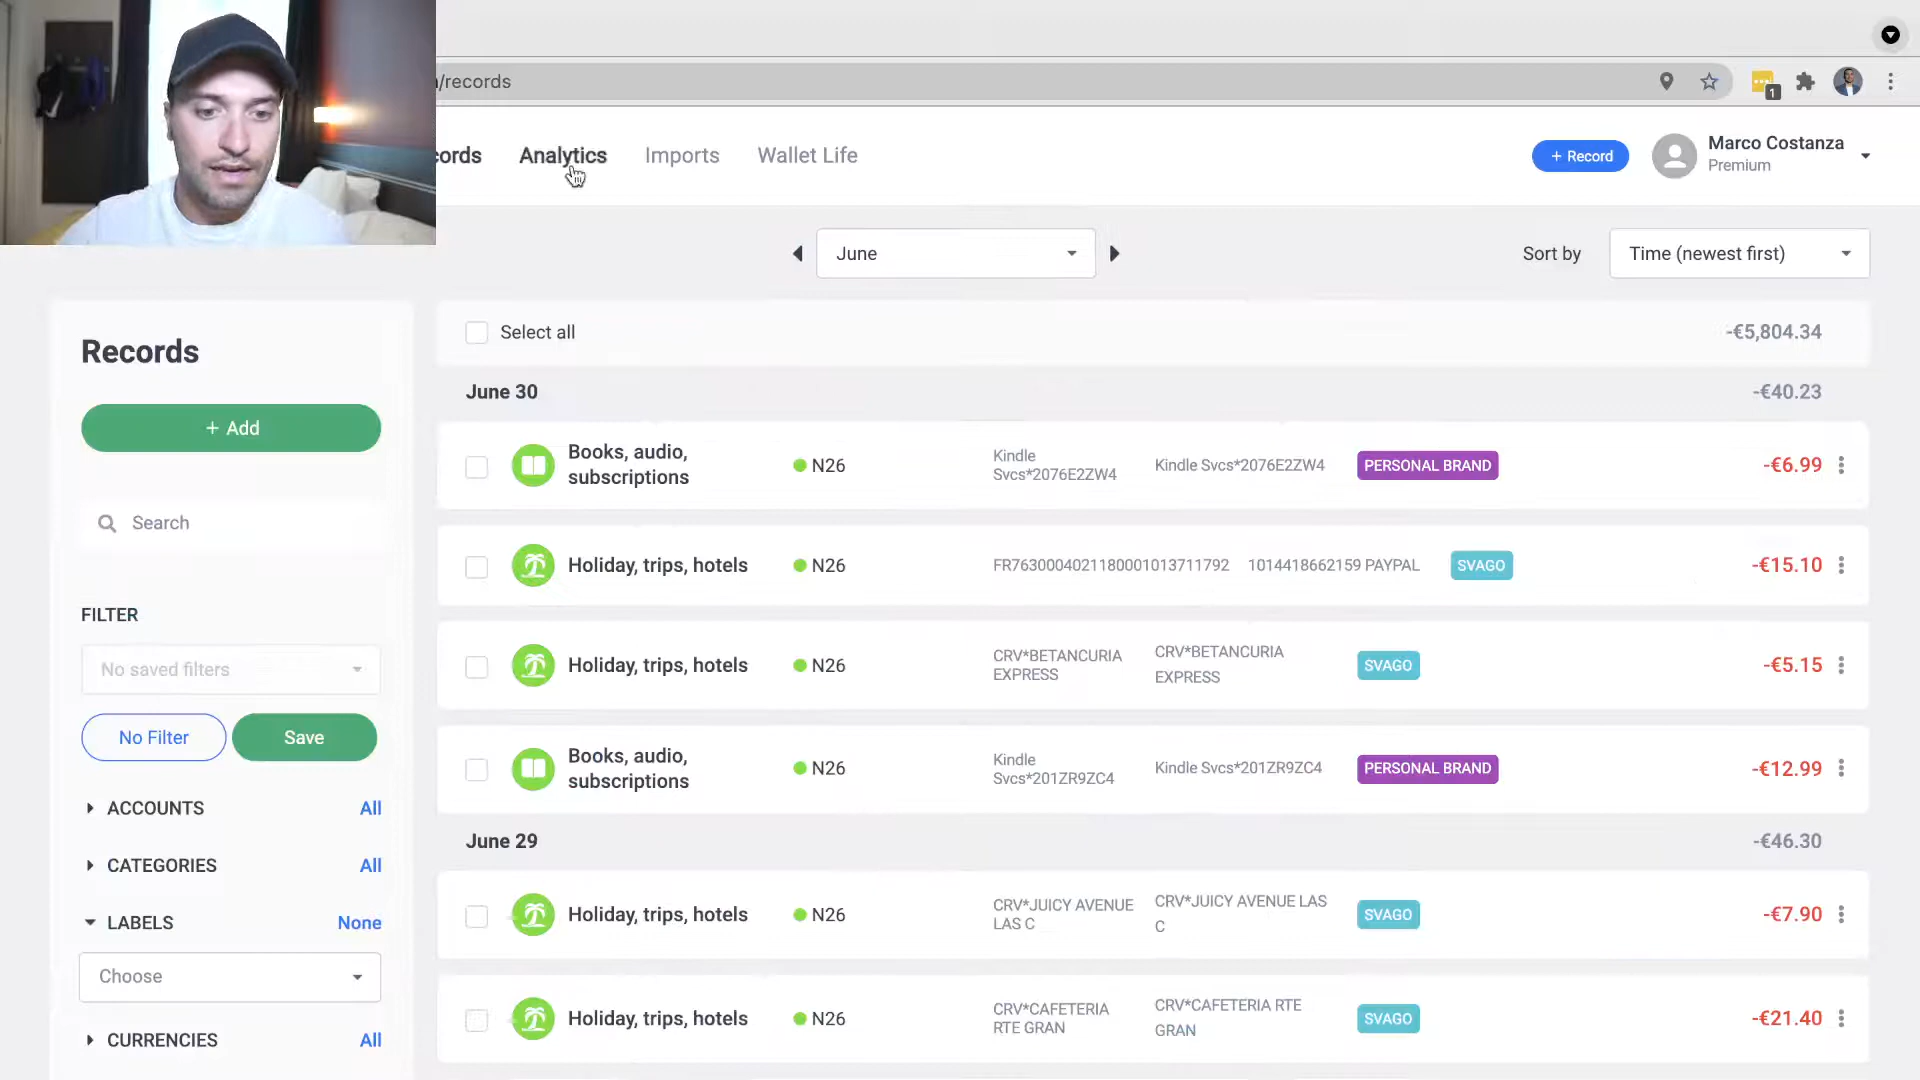 /records
1
ords
Analytics
Imports
Wallet Life
+ Record
Marco Costanza
Premium
June
Sort by
Time (newest first)
Records
+ Add
Search
FILTER
No saved filters
No Filter
Save
ACCOUNTS
All
CATEGORIES
All
LABELS
None
Choose
CURRENCIES
All
Select all
-€5,804.34
June 30
-€40.23
Books, audio,
subscriptions
N26
Kindle
Svcs*2076E2ZW4
Kindle Svcs*2076E2ZW4
PERSONAL BRAND
-€6.99
Holiday, trips, hotels
N26
FR7630004021180001013711792
1014418662159 PAYPAL
SVAGO
-€15.10
Holiday, trips, hotels
N26
CRV*BETANCURIA
EXPRESS
CRV*BETANCURIA
EXPRESS
SVAGO
-€5.15
Books, audio,
subscriptions
N26
Kindle
Svcs*201ZR9ZC4
Kindle Svcs*201ZR9ZC4
PERSONAL BRAND
-€12.99
June 29
-€46.30
Holiday, trips, hotels
N26
CRV*JUICY AVENUE
LAS C
CRV*JUICY AVENUE LAS
C
SVAGO
-€7.90
Holiday, trips, hotels
N26
CRV*CAFETERIA
RTE GRAN
CRV*CAFETERIA RTE
GRAN
SVAGO
-€21.40